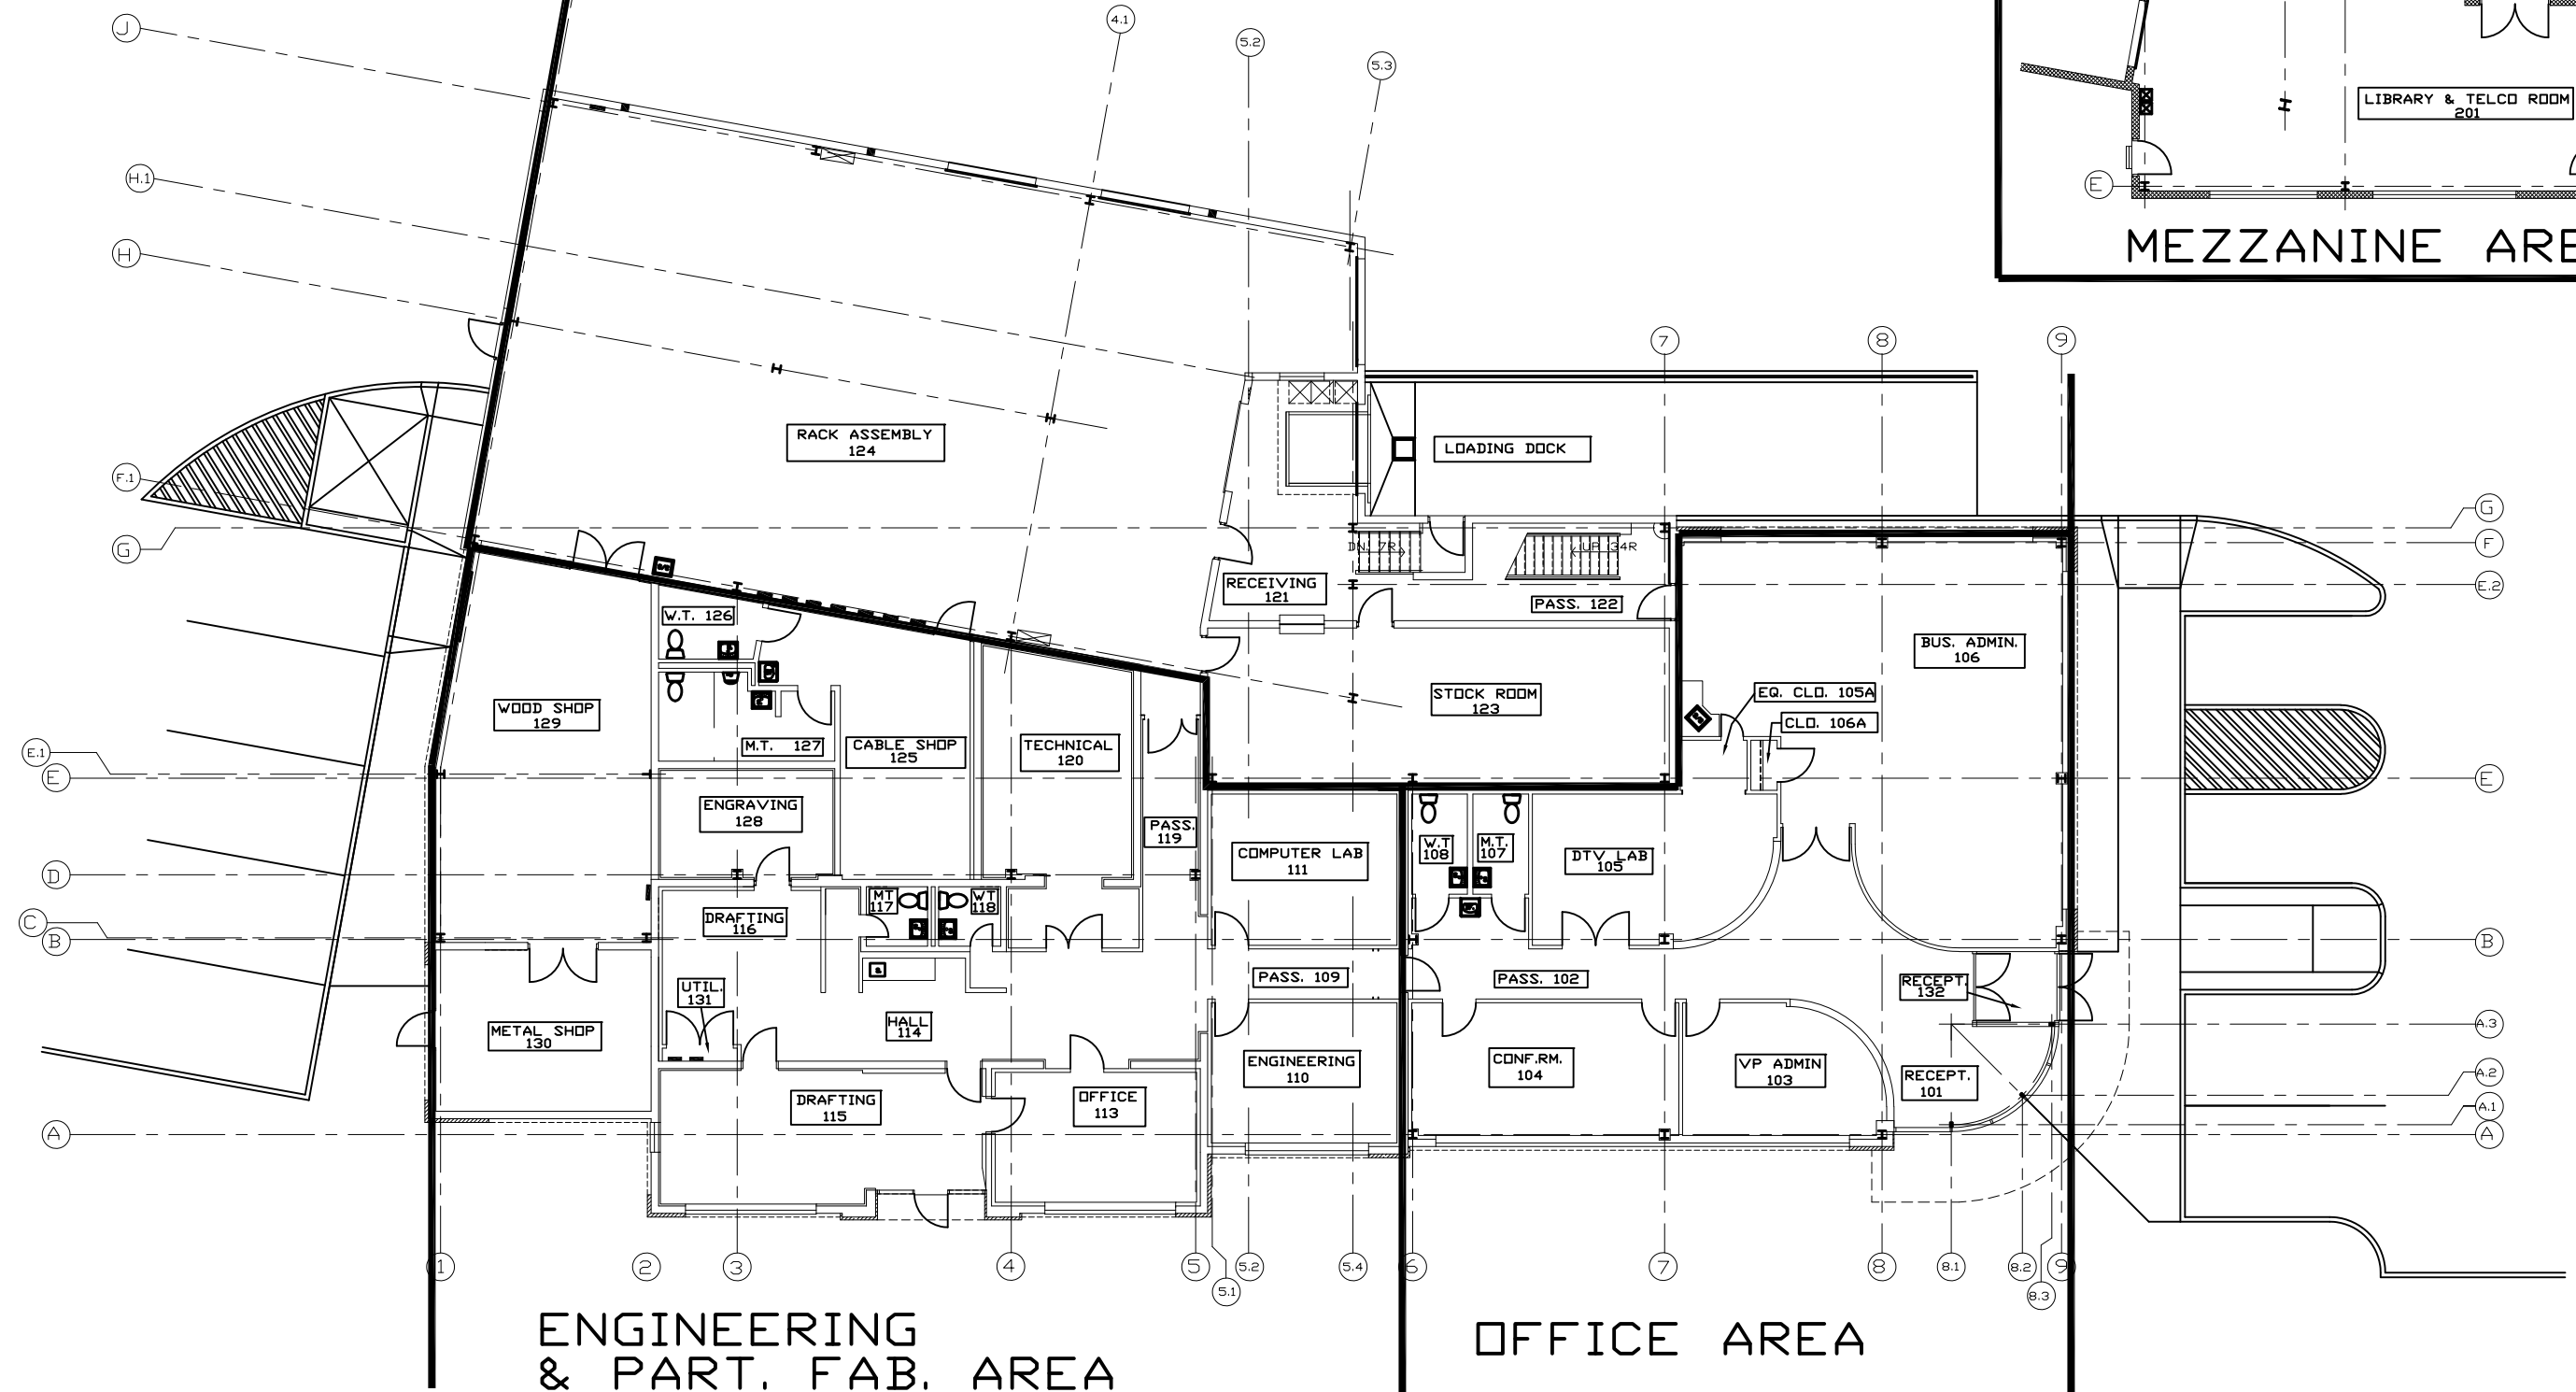 J
4.1
5.2
5.3
LIBRARY & TELCO ROOM
201
H.1
E
H
MEZZANINE ARE
7
8
9
RACK ASSEMBLY
124
LOADING DOCK
F.1
G
G
F
DN. 7R
UP 34R
E.2
RECEIVING
121
PASS. 122
W.T. 126
BUS. ADMIN.
106
EQ. CLO. 105A
STOCK ROOM
123
CLO. 106A
WOOD SHOP
129
M.T. 127
CABLE SHOP
125
TECHNICAL
120
E.1
E
E
ENGRAVING
128
PASS.
119
COMPUTER LAB
111
W.T
108
M.T.
107
DTV LAB
105
D
MT
117
WT
118
DRAFTING
116
C
B
B
PASS. 109
PASS. 102
RECEPT.
132
UTIL.
131
HALL
114
METAL SHOP
130
A.3
ENGINEERING
110
CONF.RM.
104
VP ADMIN
103
RECEPT.
101
A.2
DRAFTING
115
OFFICE
113
A.1
A
A
1
2
3
4
5
5.1
5.2
5.4
6
7
8
8.1
8.2
8.3
9
ENGINEERING
& PART. FAB. AREA
OFFICE AREA